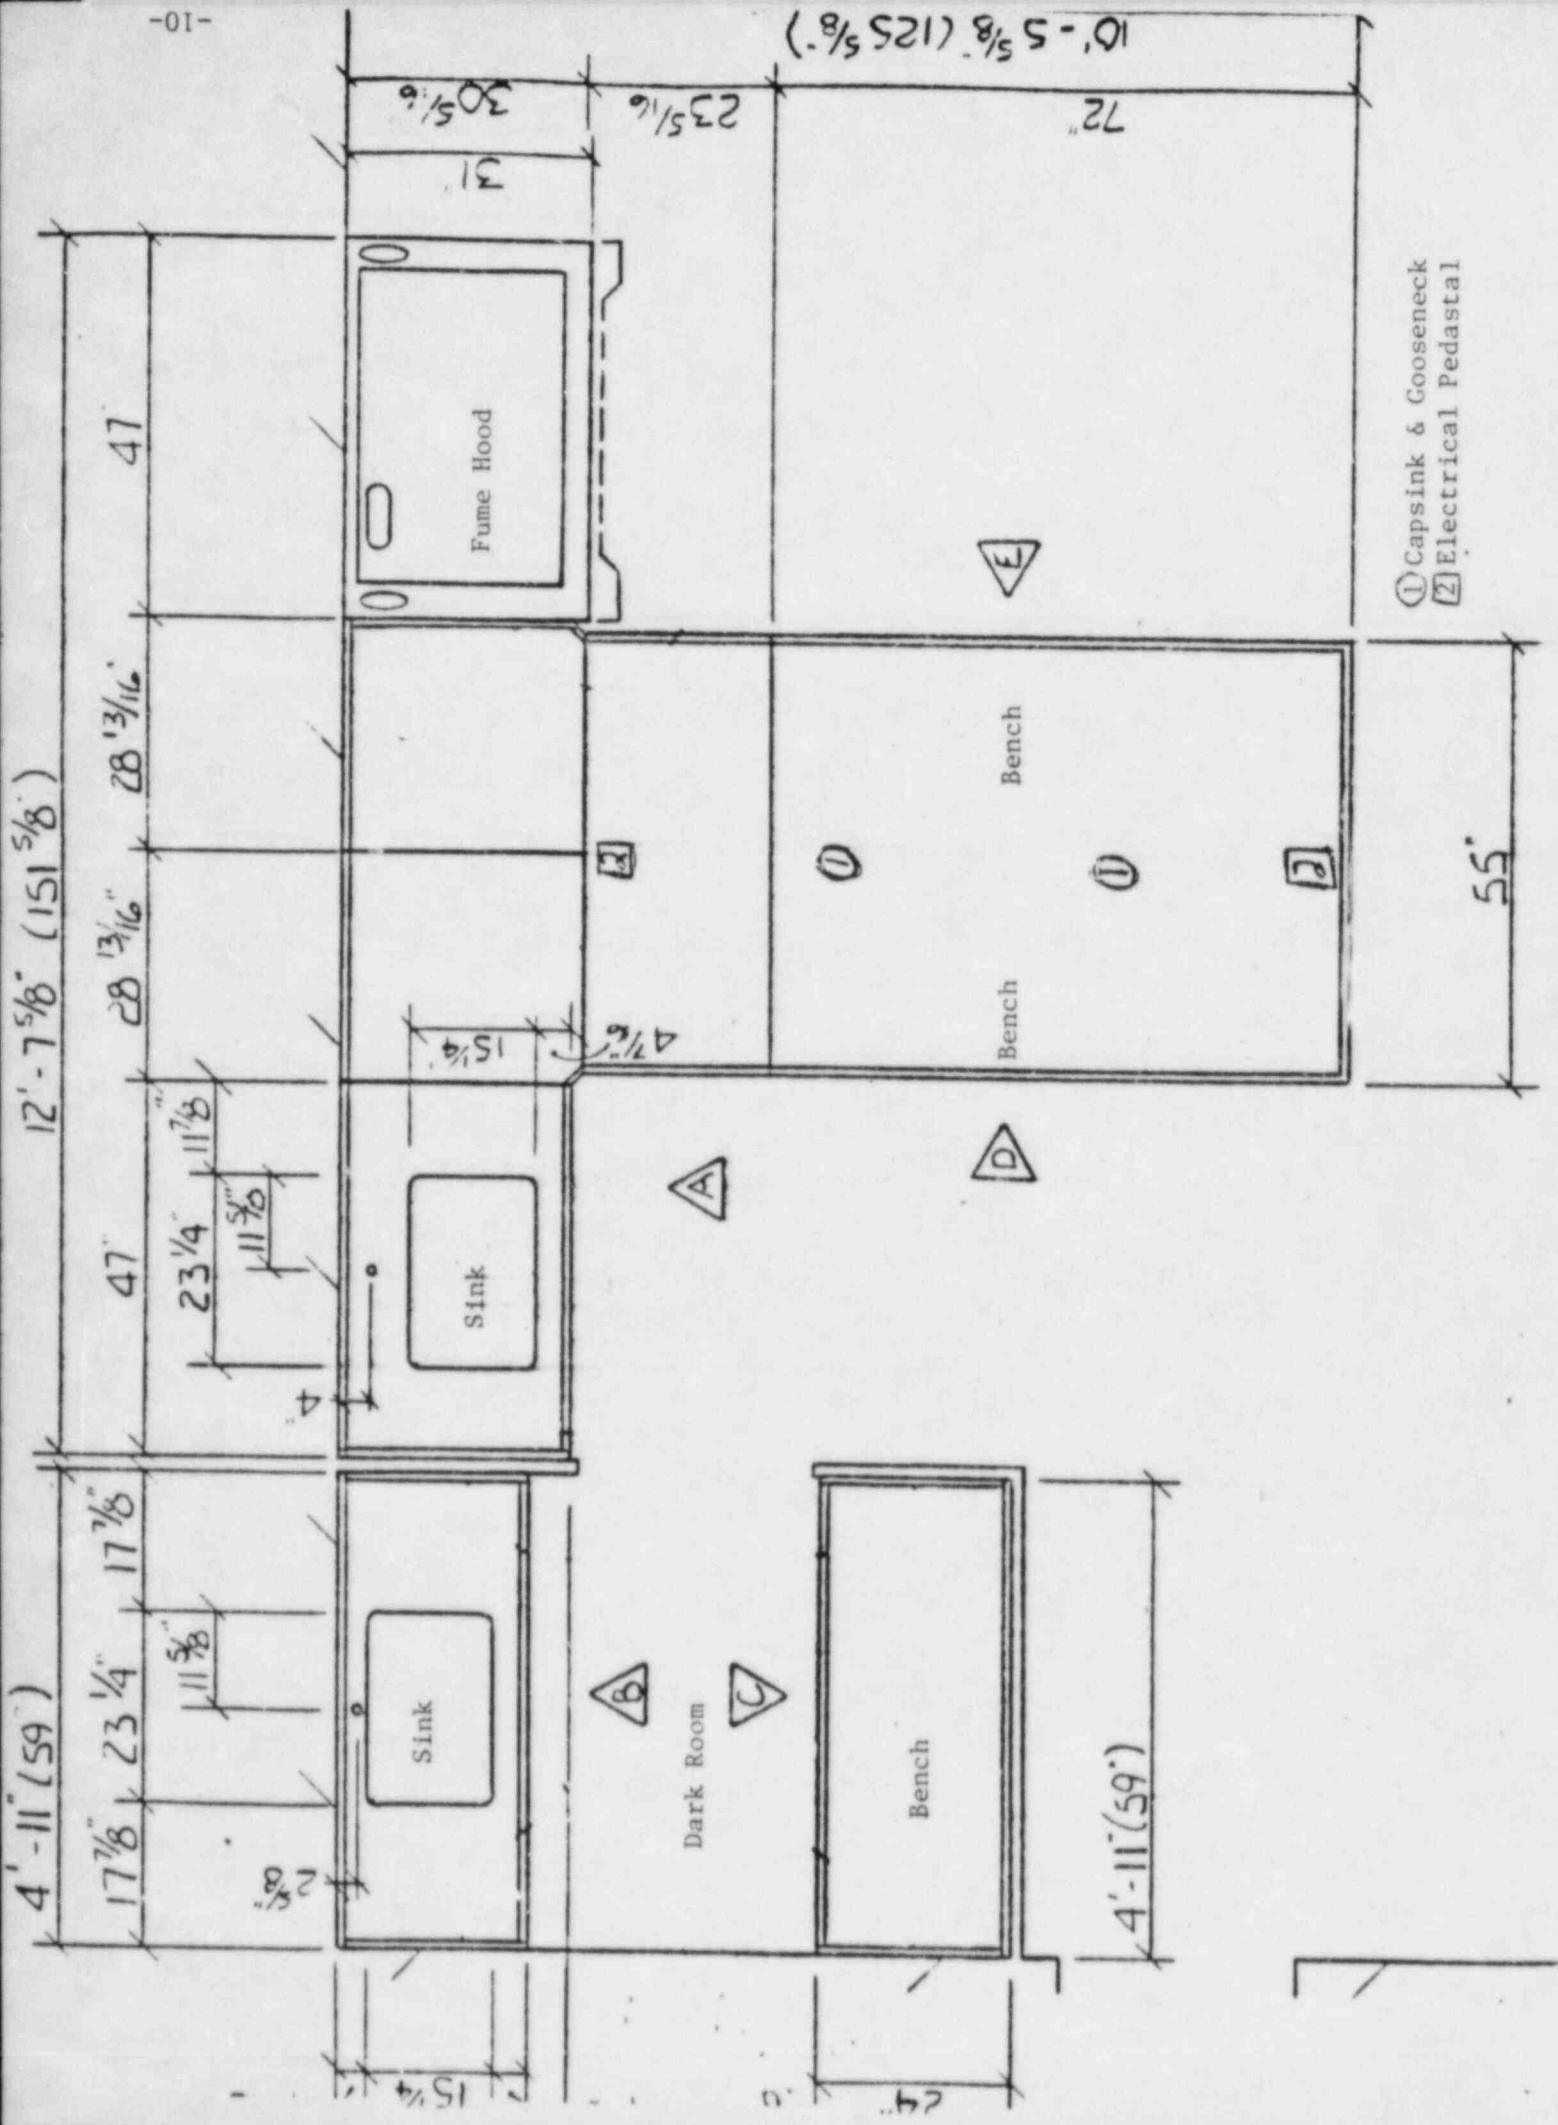 -10-
4'-11" (59")
12'-7 5/8" (151 5/8")
17 7/8"
23 1/4"
17 7/8"
47"
28 13/16"
28 13/16"
47"
11 5/8"
23 1/4"
11 7/8"
11 5/8"
2 5/8"
4"
15 1/4"
4 7/16"
31"
30 5/16
23 5/16
72"
10'-5 5/8" (125 5/8")
Sink
Sink
Fume Hood
15 1/4
B
A
2
Dark Room
C
1
Bench
D
Bench
1
Bench
E
2
24"
4'-11" (59")
55"
① Capsink & Gooseneck
2 Electrical Pedastal